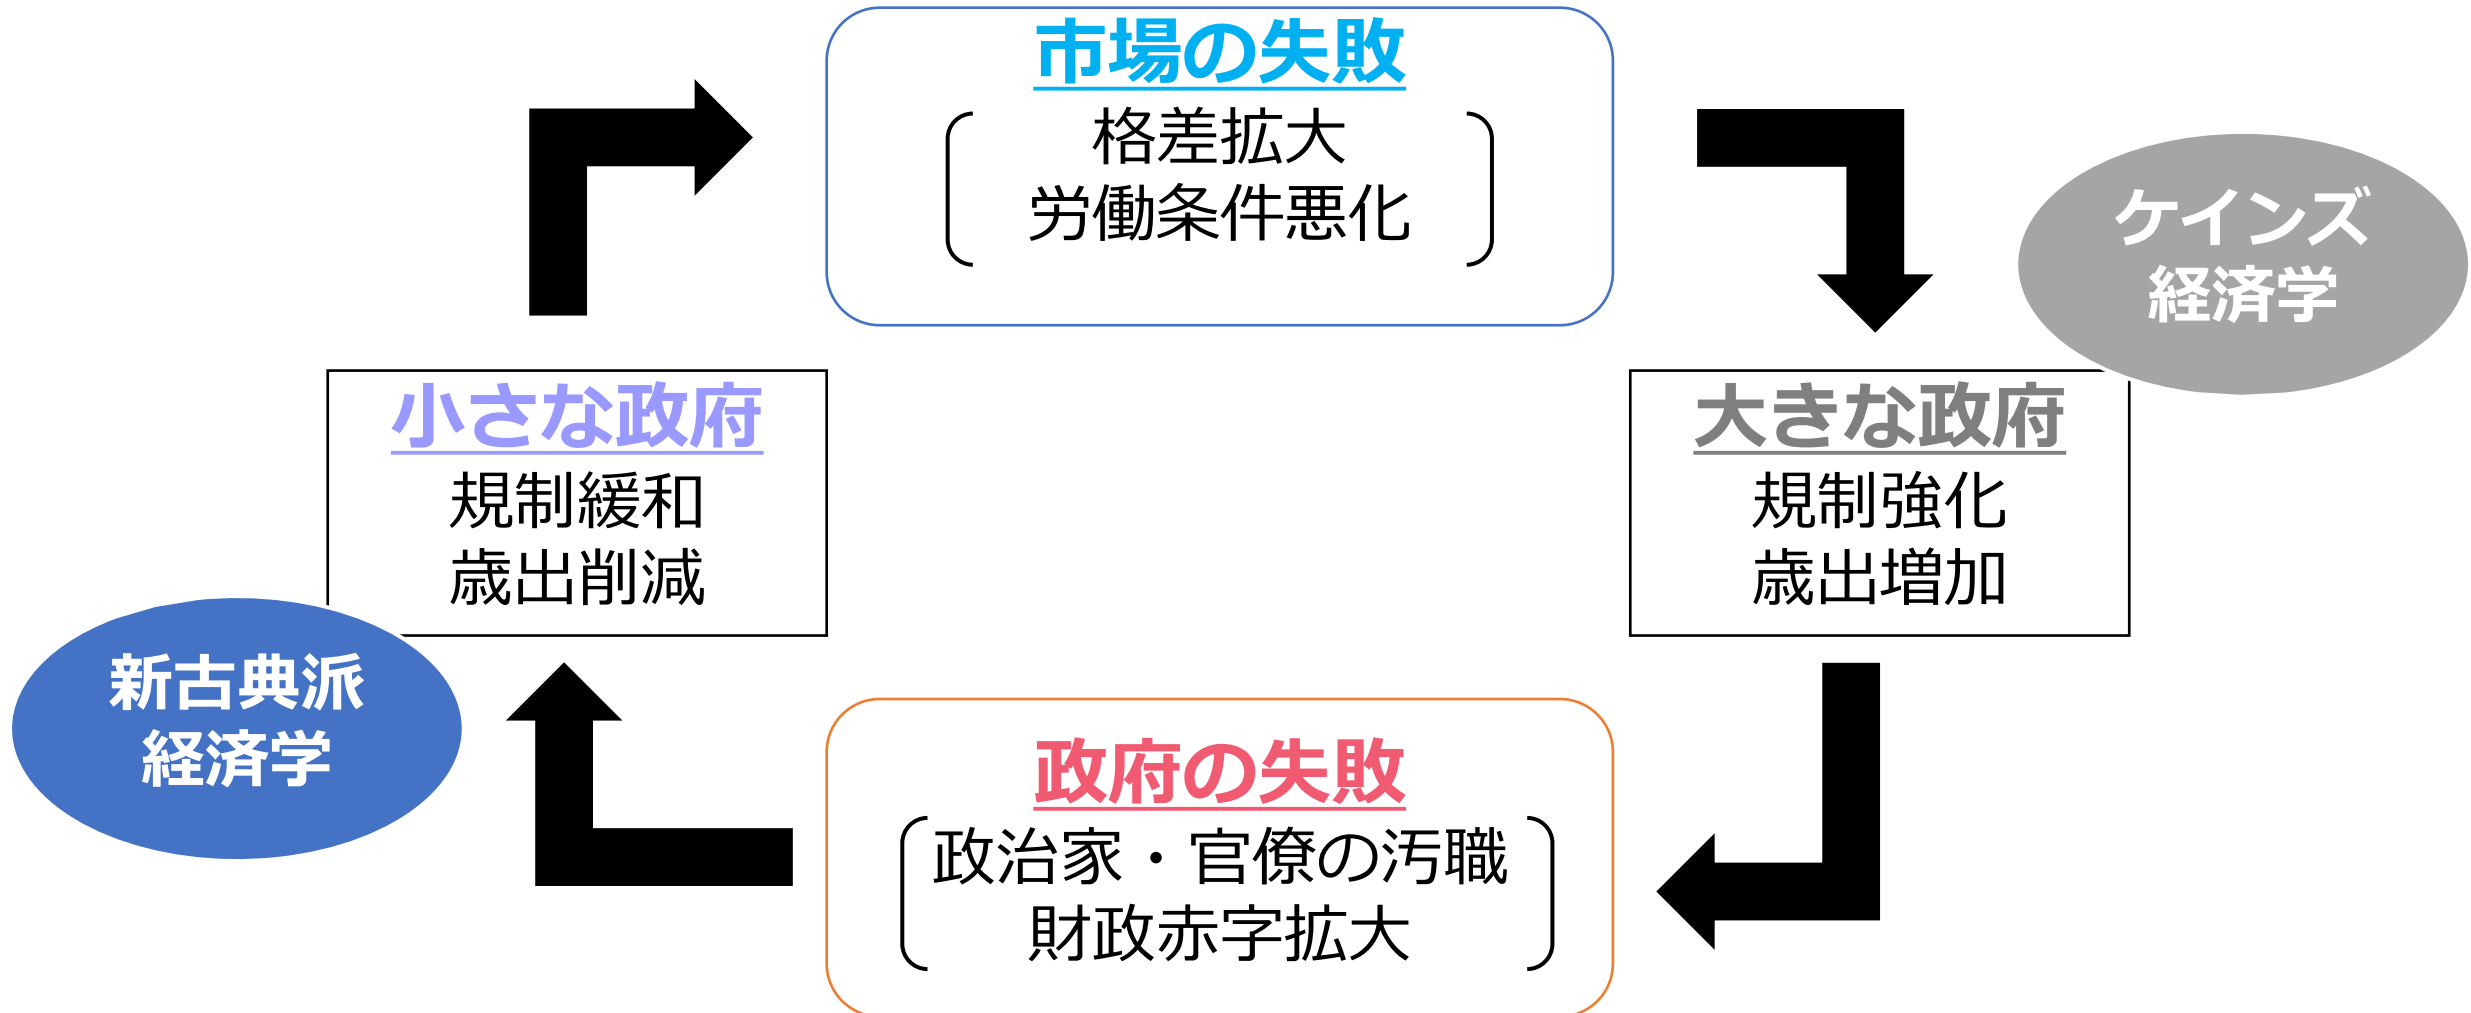 市場の失敗
格差拡大
労働条件悪化
ケインズ
経済学
小さな政府
規制緩和
歳出削減
大きな政府
規制強化
歳出増加
新古典派
経済学
政府の失敗
政治家・官僚の汚職
財政赤字拡大